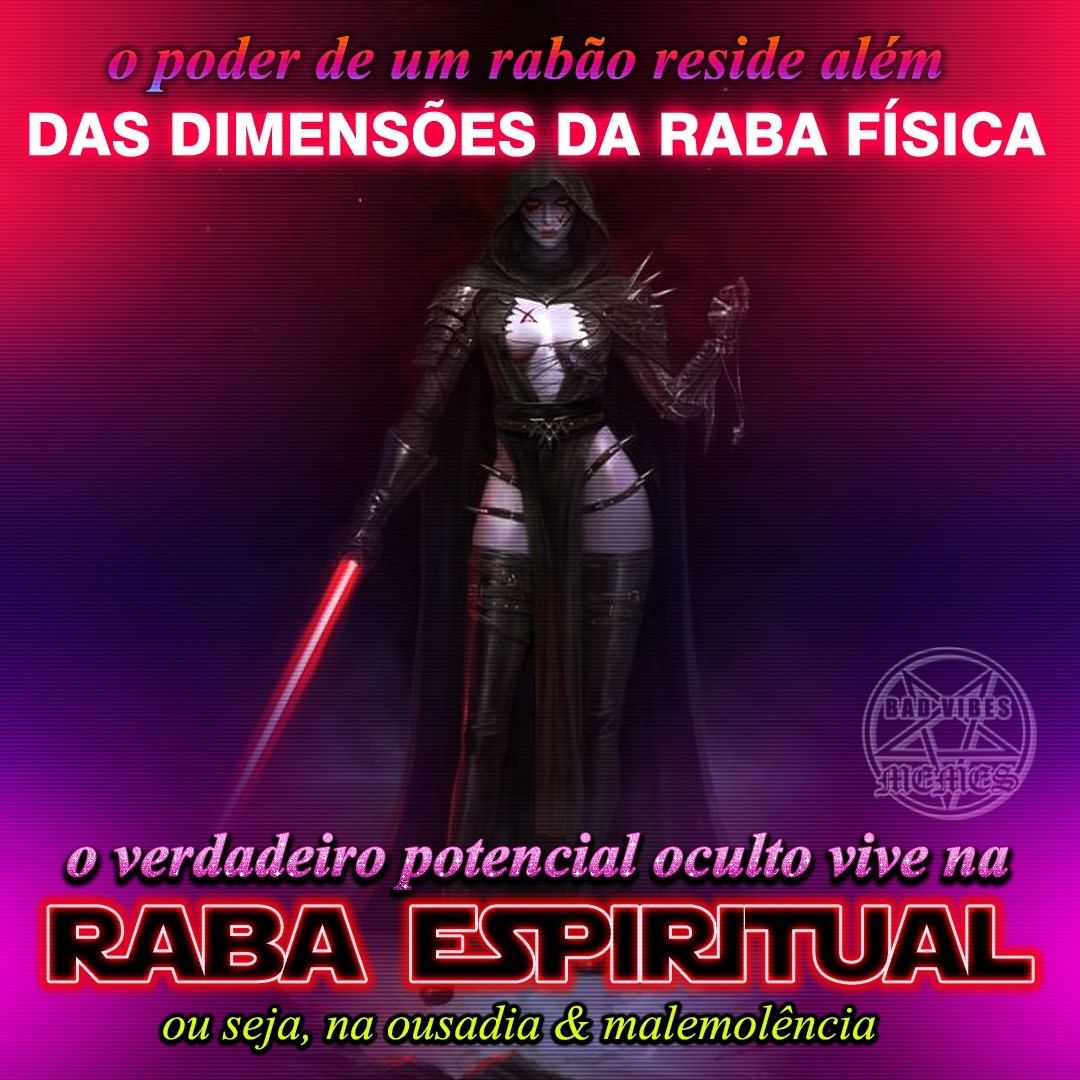 o poder de um rabão reside além
DAS DIMENSÕES DA RABA FÍSICA
BAD VIBES
MEMES
o verdadeiro potencial oculto vive na
RABA ESPIRITUAL
ou seja, na ousadia & malemolência